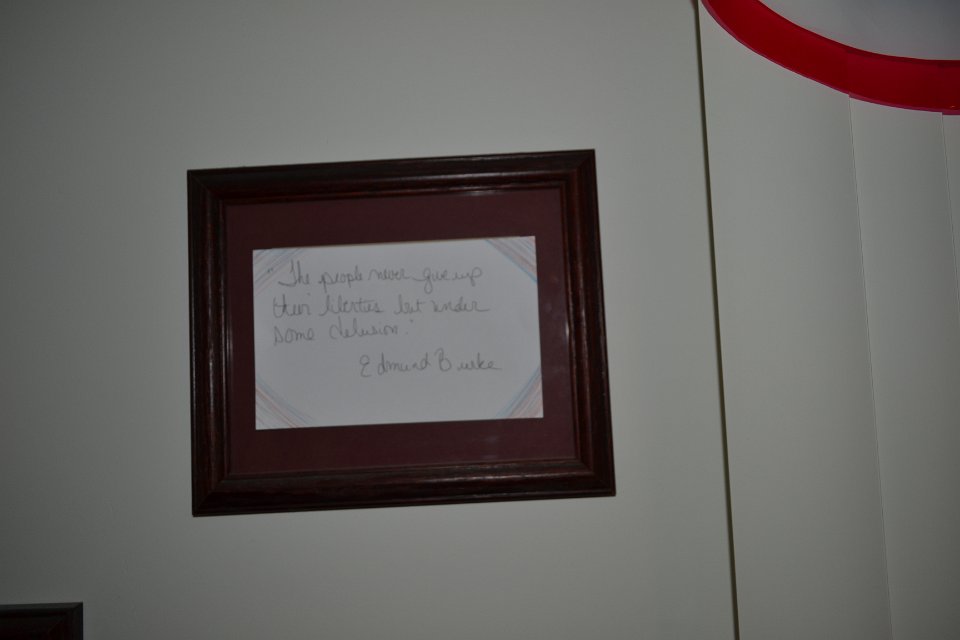 "The people never give up
their liberties but under
some delusion."
Edmund Burke